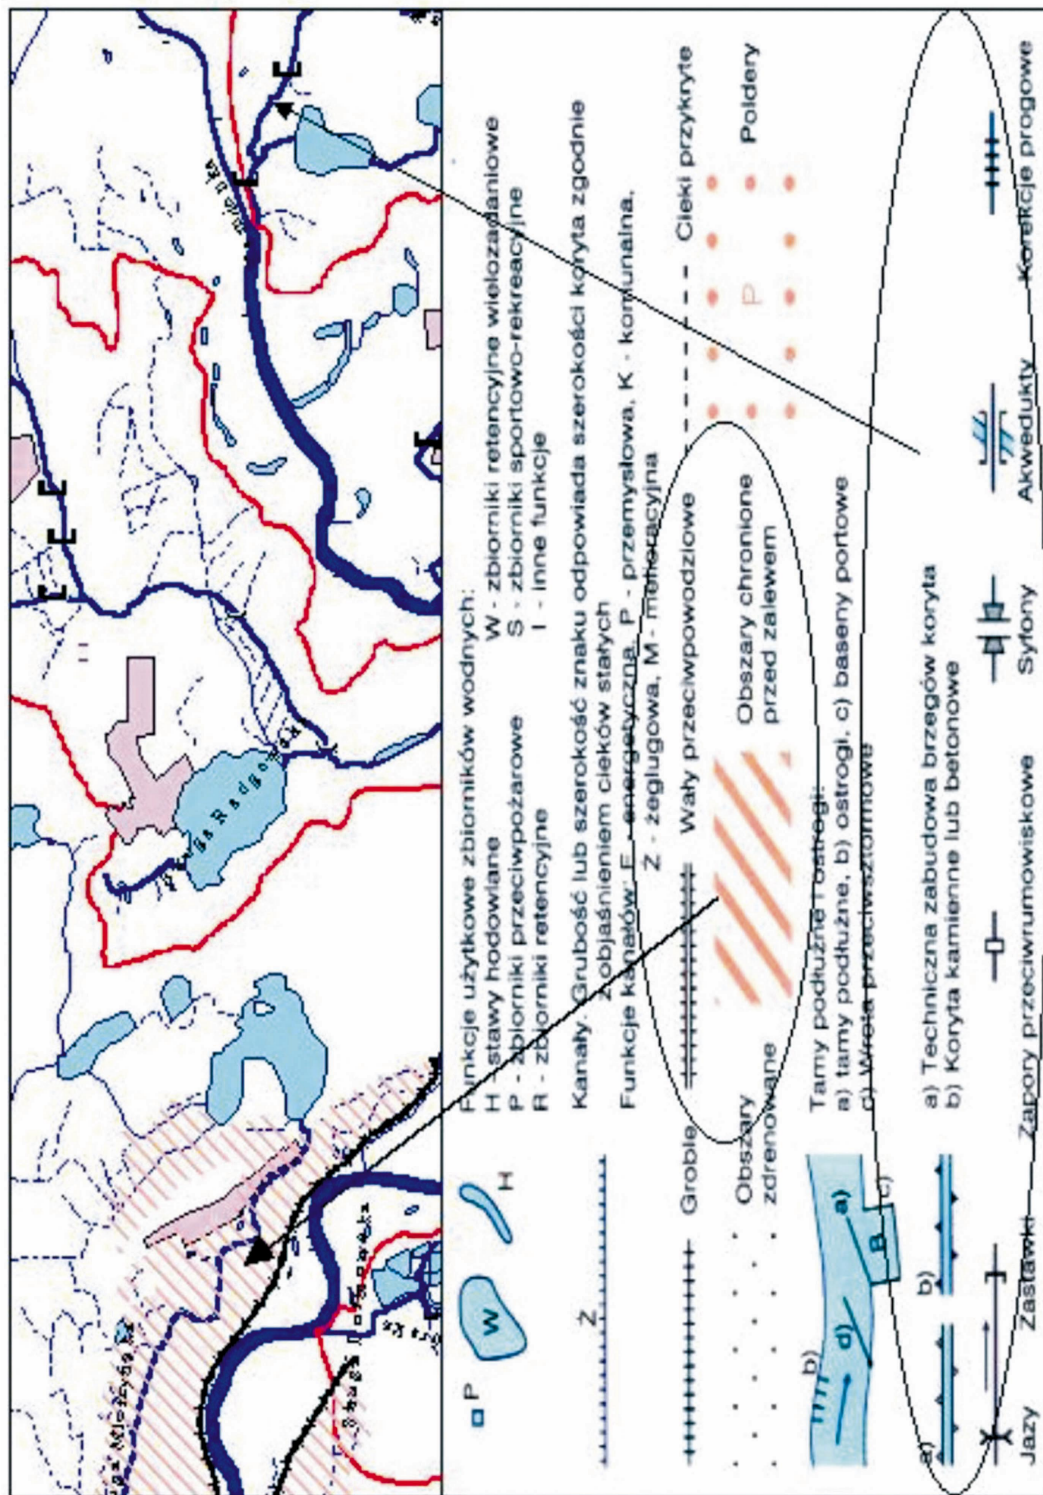 Funkcje użytkowe zbiorników wodnych:
H - stawy hodowlane
P - zbiorniki przeciwpożarowe
R - zbiorniki retencyjne
W - zbiorniki retencyjne wielozadaniowe
S - zbiorniki sportowo-rekreacyjne
I - inne funkcje
P
W
H
Kanały. Grubość lub szerokość znaku odpowiada szerokości koryta zgodnie
z objaśnieniem cieków stałych
Z
Funkcje kanałów: E - energetyczna, P - przemysłowa, K - komunalna,
Z - żeglugowa, M - melioracyjna
Groble
Wały przeciwpowodziowe
Cieki przykryte
Obszary
zdrenowane
Obszary chronione
przed zalewem
P
Poldery
b)
d)
a)
B
c)
Tamy podłużne i ostrogi:
a) tamy podłużne, b) ostrogi, c) baseny portowe
d) Wrota przeciwsztormowe
a)
b)
a) Techniczna zabudowa brzegów koryta
b) Koryta kamienne lub betonowe
Jazy
Zastawki
Zapory przeciwrumowiskowe
Syfony
Akwedukty
Korekcje progowe